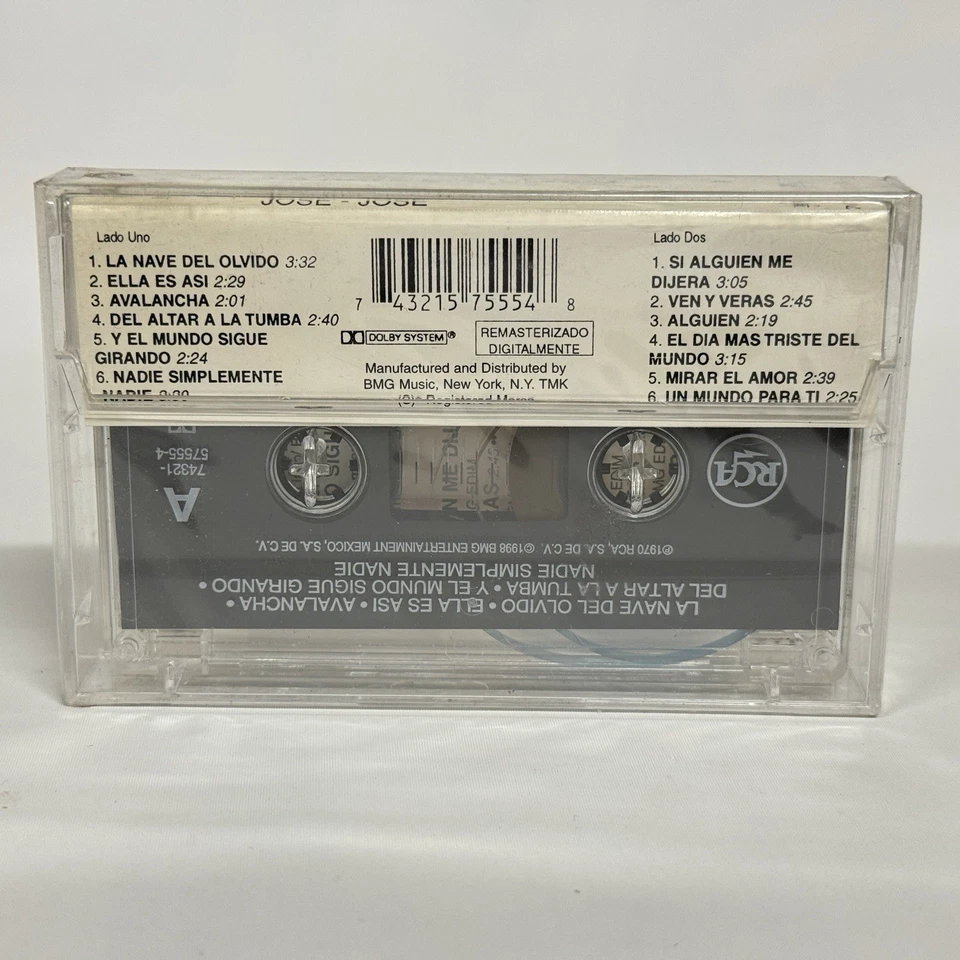 JOSE - JOSE
Lado Uno
1. LA NAVE DEL OLVIDO 3:32
2. ELLA ES ASI 2:29
3. AVALANCHA 2:01
4. DEL ALTAR A LA TUMBA 2:40
5. Y EL MUNDO SIGUE
GIRANDO 2:24
6. NADIE SIMPLEMENTE
NADIE
7 43215 75554 8
DOLBY SYSTEM®
REMASTERIZADO
DIGITALMENTE
Manufactured and Distributed by
BMG Music, New York, N.Y. TMK
(S)® Registered Marca
Lado Dos
1. SI ALGUIEN ME
DIJERA 3:05
2. VEN Y VERAS 2:45
3. ALGUIEN 2:19
4. EL DIA MAS TRISTE DEL
MUNDO 3:15
5. MIRAR EL AMOR 2:39
6. UN MUNDO PARA TI 2:25
LA NAVE DEL OLVIDO • ELLA ES ASI • AVALANCHA •
DEL ALTAR A LA TUMBA • Y EL MUNDO SIGUE GIRANDO •
NADIE SIMPLEMENTE NADIE
℗1970 RCA, S.A. DE C.V. ©1998 BMG ENTERTAINMENT MEXICO, S.A. DE C.V.
RCA
A
74321-
57555-4